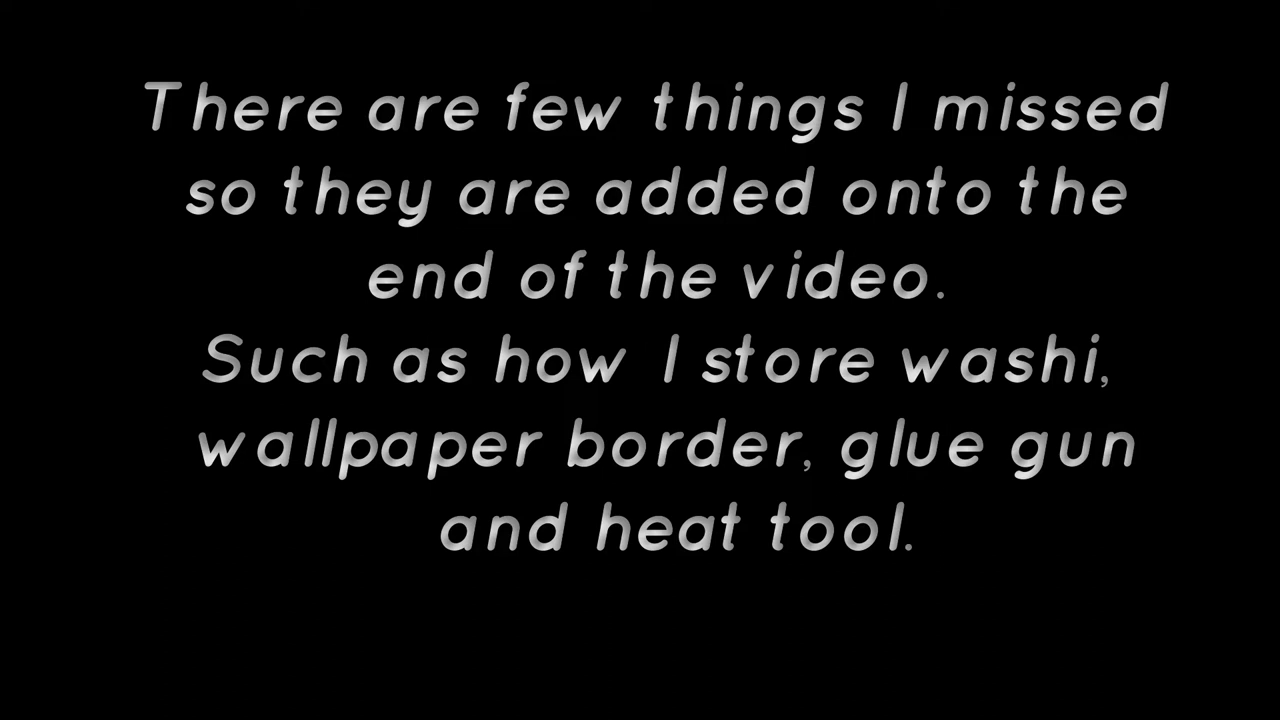 There are few things I missed
so they are added onto the
end of the video.
Such as how I store washi,
wallpaper border, glue gun
and heat tool.